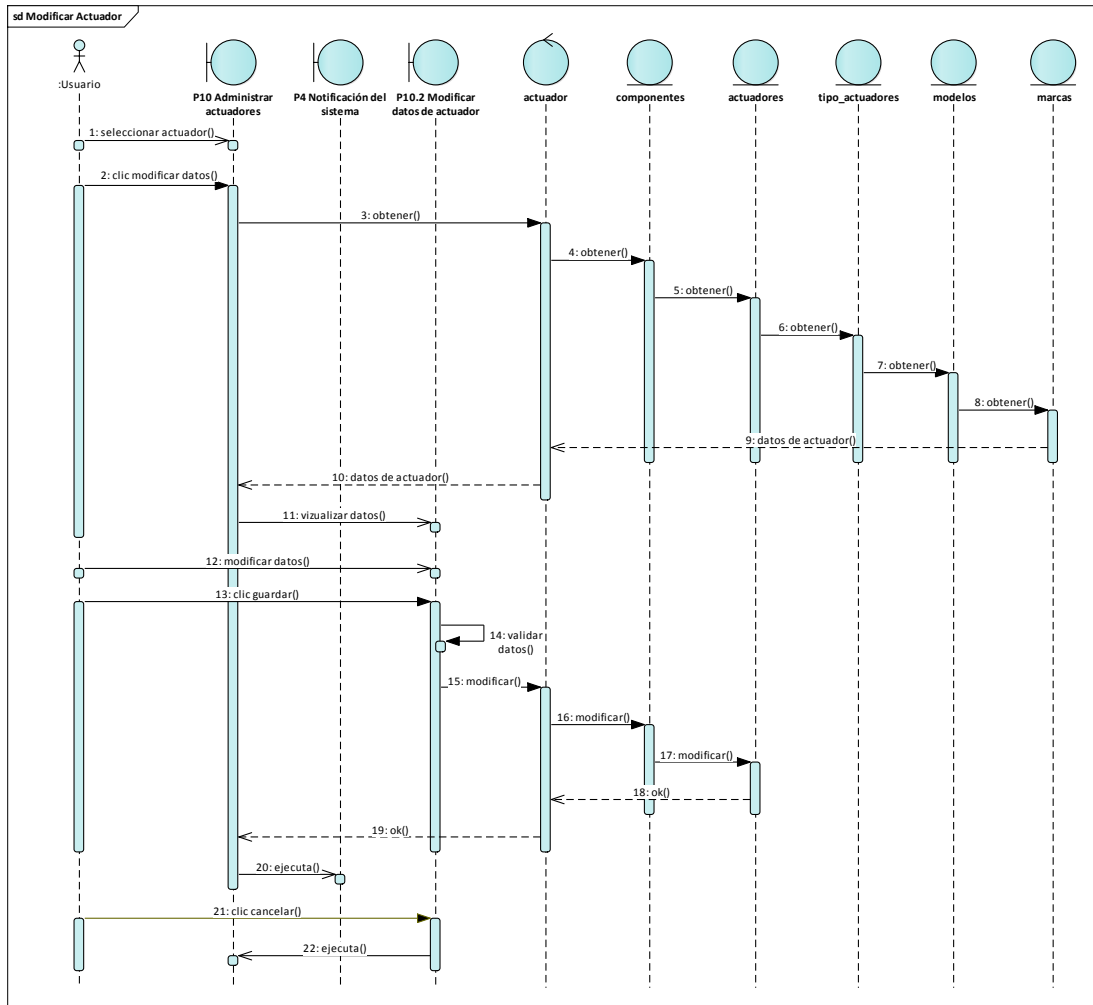 sd Modificar Actuador
:Usuario
P10 Administrar
actuadores
P4 Notificación del
sistema
P10.2 Modificar
datos de actuador
actuador
componentes
actuadores
tipo_actuadores
modelos
marcas
1: seleccionar actuador()
2: clic modificar datos()
3: obtener()
4: obtener()
5: obtener()
6: obtener()
7: obtener()
8: obtener()
9: datos de actuador()
10: datos de actuador()
11: vizualizar datos()
12: modificar datos()
13: clic guardar()
14: validar
datos()
15: modificar()
16: modificar()
17: modificar()
18: ok()
19: ok()
20: ejecuta()
21: clic cancelar()
22: ejecuta()